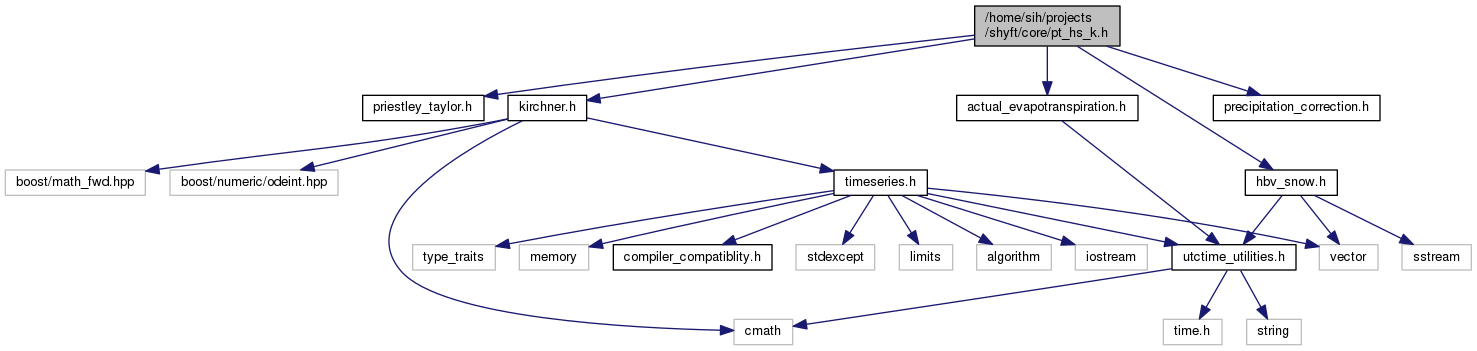 /home/sih/projects
/shyft/core/pt_hs_k.h
priestley_taylor.h
kirchner.h
actual_evapotranspiration.h
precipitation_correction.h
boost/math_fwd.hpp
boost/numeric/odeint.hpp
timeseries.h
hbv_snow.h
type_traits
memory
compiler_compatiblity.h
stdexcept
limits
algorithm
iostream
utctime_utilities.h
vector
sstream
cmath
time.h
string